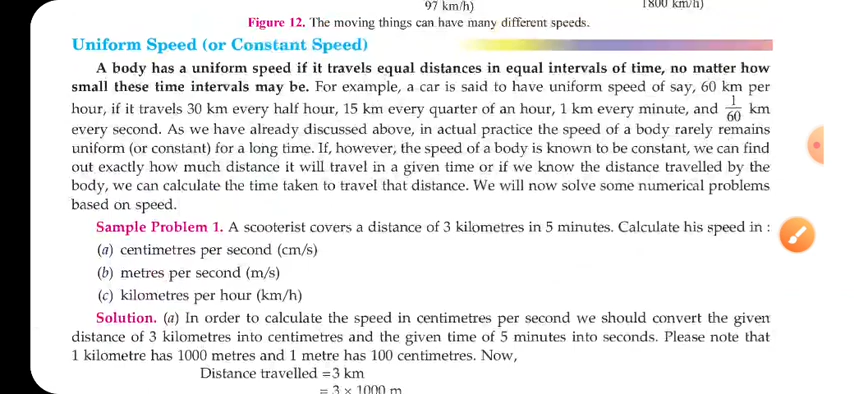 97 km/h)
1800 km/h)
Figure 12. The moving things can have many different speeds.
Uniform Speed (or Constant Speed)
A body has a uniform speed if it travels equal distances in equal intervals of time, no matter how
small these time intervals may be. For example, a car is said to have uniform speed of say, 60 km per
hour, if it travels 30 km every half hour, 15 km every quarter of an hour, 1 km every minute, and 1/60 km
every second. As we have already discussed above, in actual practice the speed of a body rarely remains
uniform (or constant) for a long time. If, however, the speed of a body is known to be constant, we can find
out exactly how much distance it will travel in a given time or if we know the distance travelled by the
body, we can calculate the time taken to travel that distance. We will now solve some numerical problems
based on speed.
Sample Problem 1. A scooterist covers a distance of 3 kilometres in 5 minutes. Calculate his speed in :
(a) centimetres per second (cm/s)
(b) metres per second (m/s)
(c) kilometres per hour (km/h)
Solution. (a) In order to calculate the speed in centimetres per second we should convert the given
distance of 3 kilometres into centimetres and the given time of 5 minutes into seconds. Please note that
1 kilometre has 1000 metres and 1 metre has 100 centimetres. Now,
Distance travelled =3 km
= 3 × 1000 m